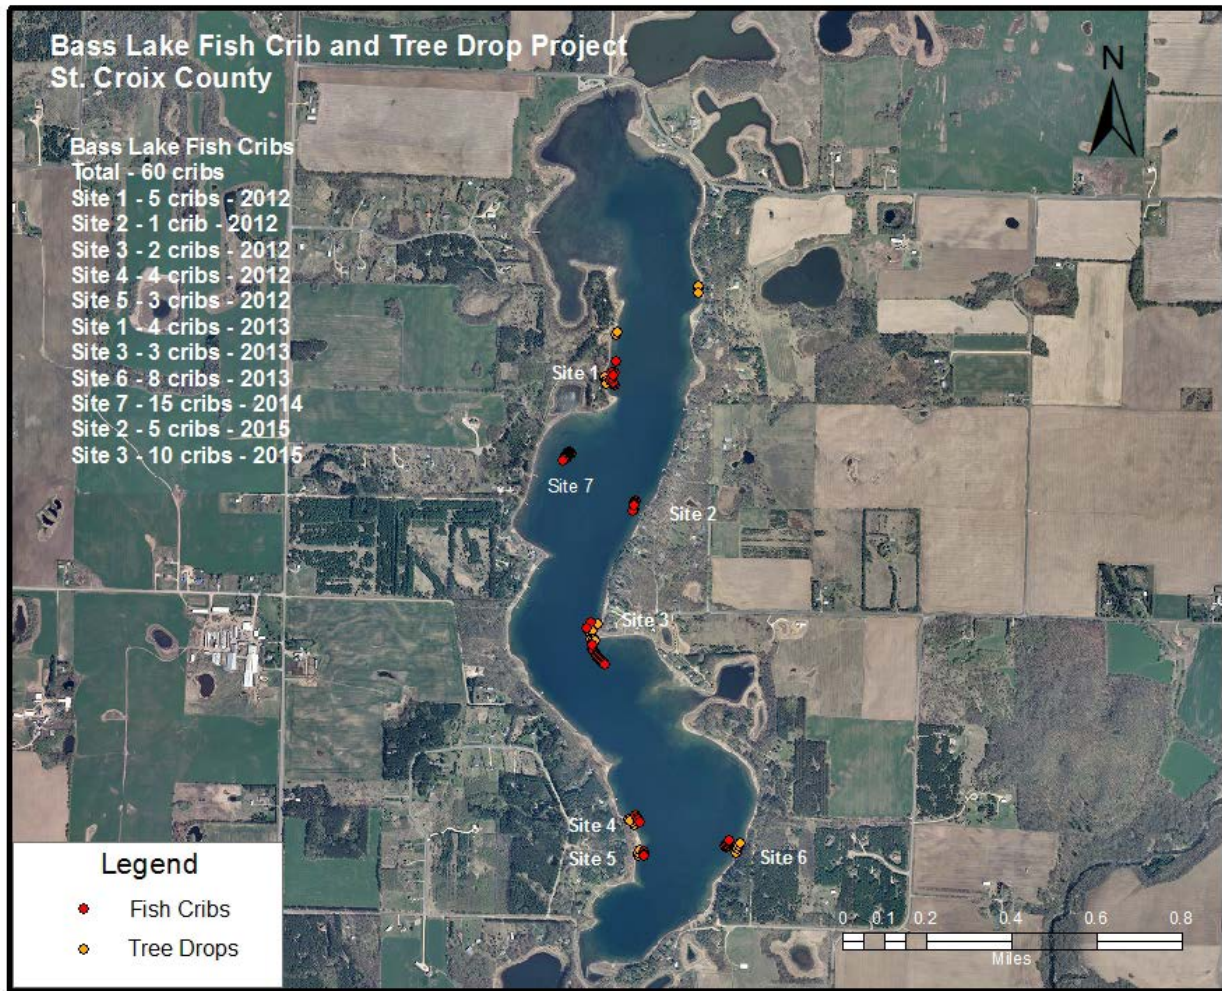 Bass Lake Fish Crib and Tree Drop Project
St. Croix County
N
Bass Lake Fish Cribs
Total - 60 cribs
Site 1 - 5 cribs - 2012
Site 2 - 1 crib - 2012
Site 3 - 2 cribs - 2012
Site 4 - 4 cribs - 2012
Site 5 - 3 cribs - 2012
Site 1 - 4 cribs - 2013
Site 3 - 3 cribs - 2013
Site 6 - 8 cribs - 2013
Site 7 - 15 cribs - 2014
Site 2 - 5 cribs - 2015
Site 3 - 10 cribs - 2015
Site 1
Site 7
Site 2
Site 3
Site 4
Site 5
Site 6
Legend
Fish Cribs
Tree Drops
0 0.1 0.2 0.4 0.6 0.8
Miles